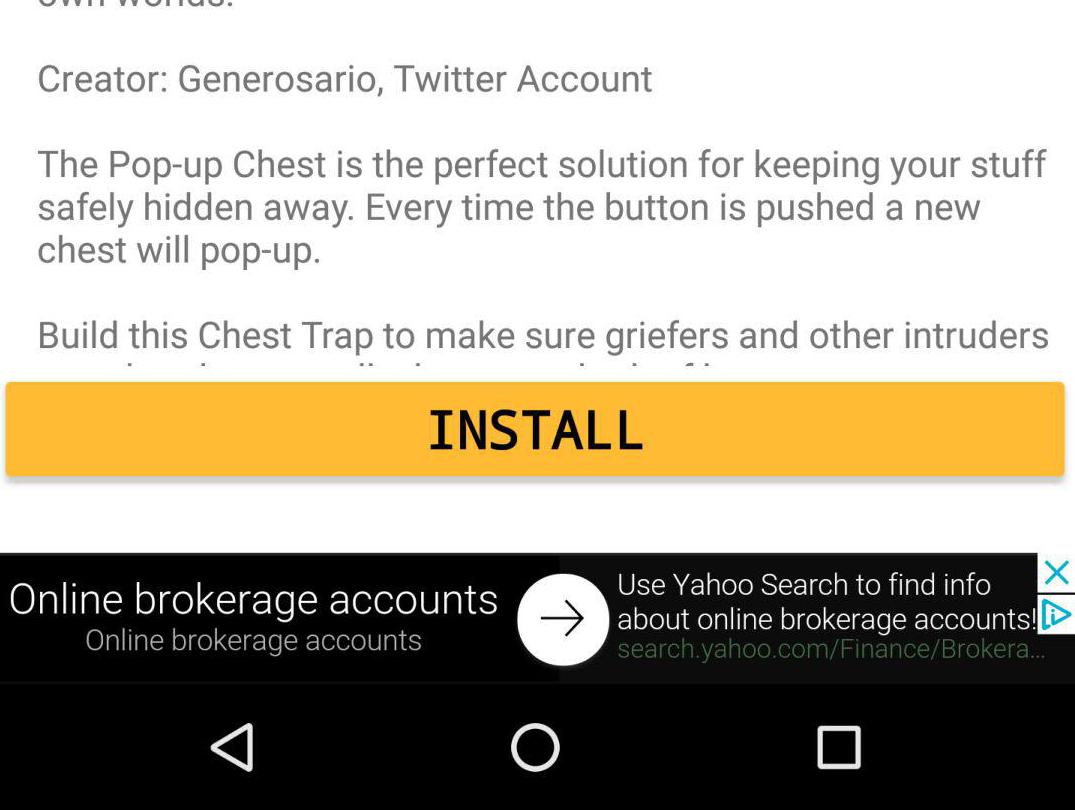 own worlds.
Creator: Generosario, Twitter Account
The Pop-up Chest is the perfect solution for keeping your stuff
safely hidden away. Every time the button is pushed a new
chest will pop-up.
Build this Chest Trap to make sure griefers and other intruders
INSTALL
Online brokerage accounts
Online brokerage accounts
Use Yahoo Search to find info
about online brokerage accounts!
search.yahoo.com/Finance/Brokera...